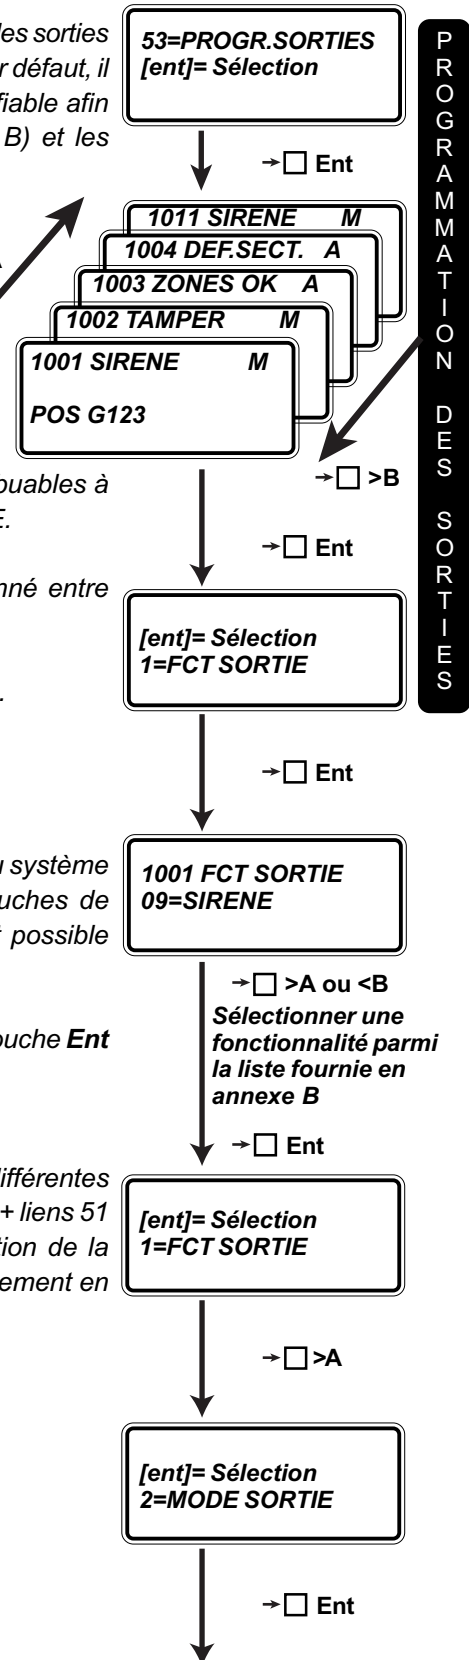 les sorties
r défaut, il
fiable afin
B) et les
53=PROGR.SORTIES
[ent]= Sélection
→□ Ent
1011 SIRENE M
1004 DEF.SECT. A
1003 ZONES OK A
1002 TAMPER M
1001 SIRENE M
POS G123
→□ >B
buables à
E.
→□ Ent
nné entre
[ent]= Sélection
1=FCT SORTIE
.
→□ Ent
u système
uches de
t possible
1001 FCT SORTIE
09=SIRENE
→□ >A ou <B
Sélectionner une
fonctionnalité parmi
la liste fournie en
annexe B
ouche Ent
→□ Ent
ifférentes
+ liens 51
tion de la
nement en
[ent]= Sélection
1=FCT SORTIE
→□ >A
[ent]= Sélection
2=MODE SORTIE
→□ Ent
PROGRAMMATION DES SORTIES